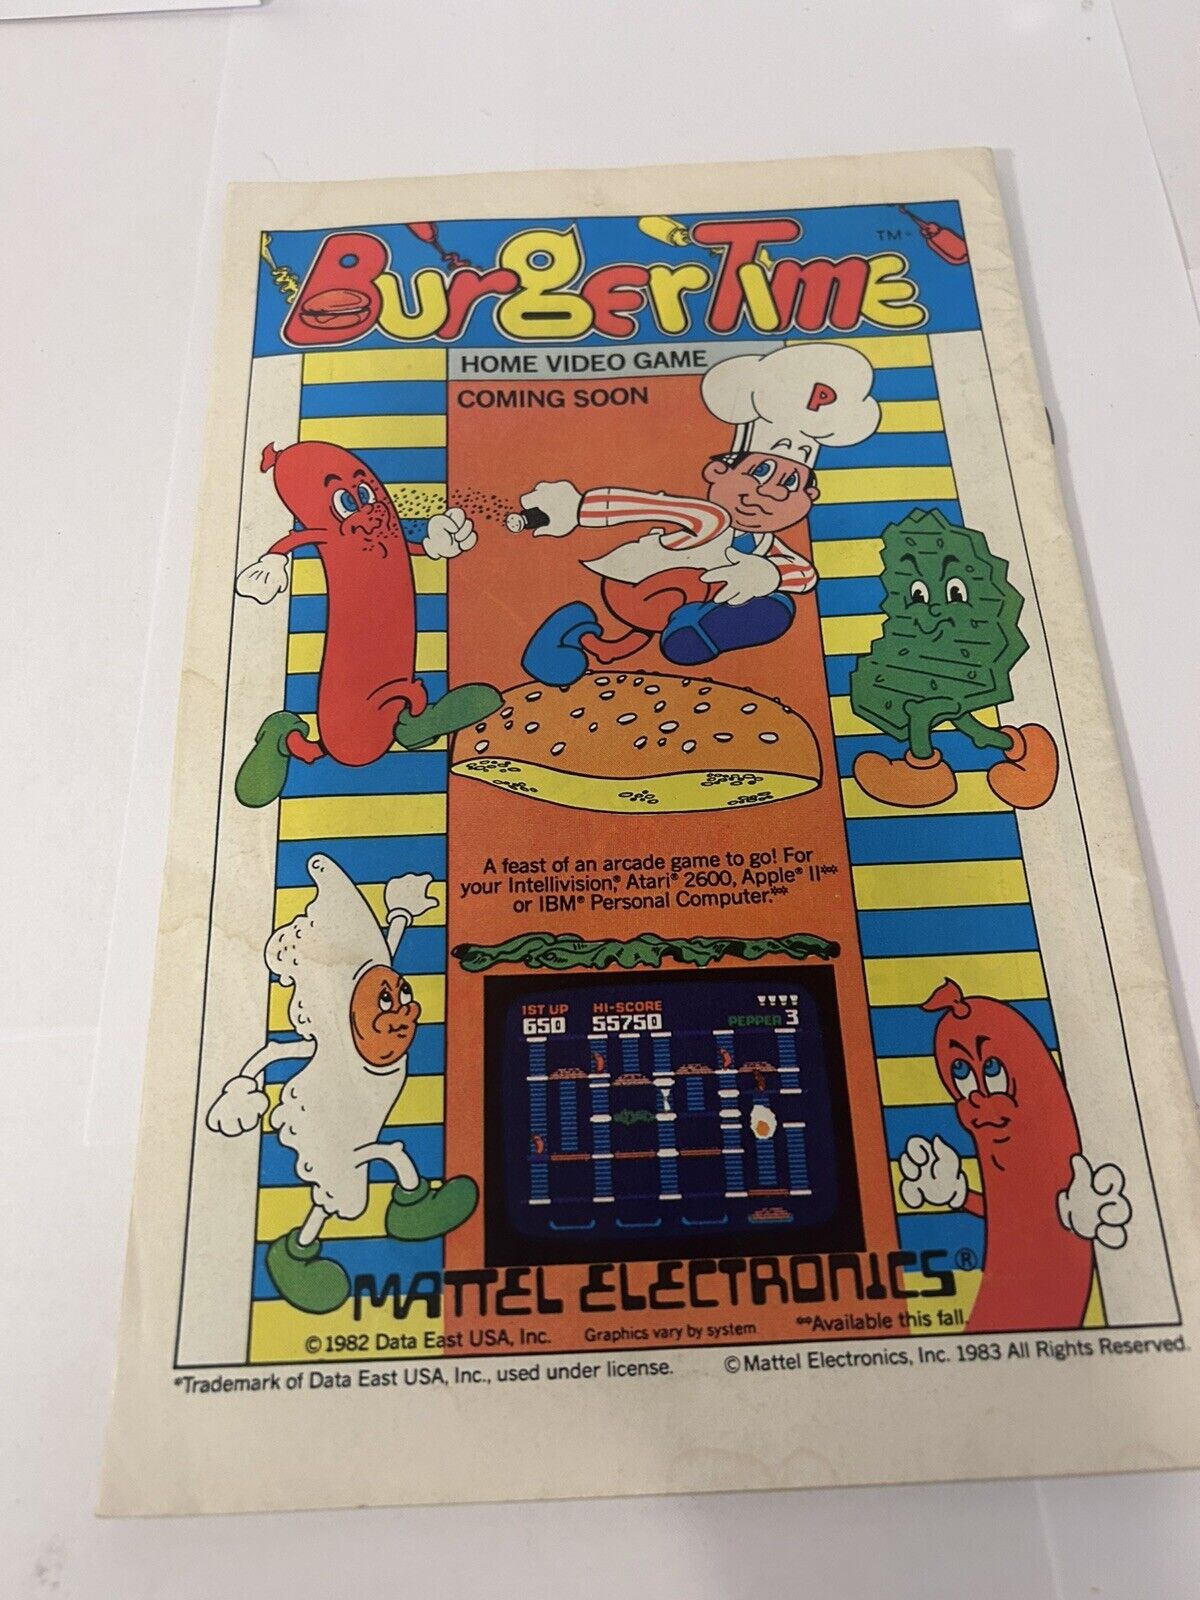 BurgerTime TM*
HOME VIDEO GAME
COMING SOON
P
A feast of an arcade game to go! For
your Intellivision,® Atari® 2600, Apple® II**
or IBM® Personal Computer.**
1ST UP HI-SCORE
650 55750 PEPPER 3
MATTEL ELECTRONICS®
©1982 Data East USA, Inc. Graphics vary by system **Available this fall.
*Trademark of Data East USA, Inc., used under license. ©Mattel Electronics, Inc. 1983 All Rights Reserved.